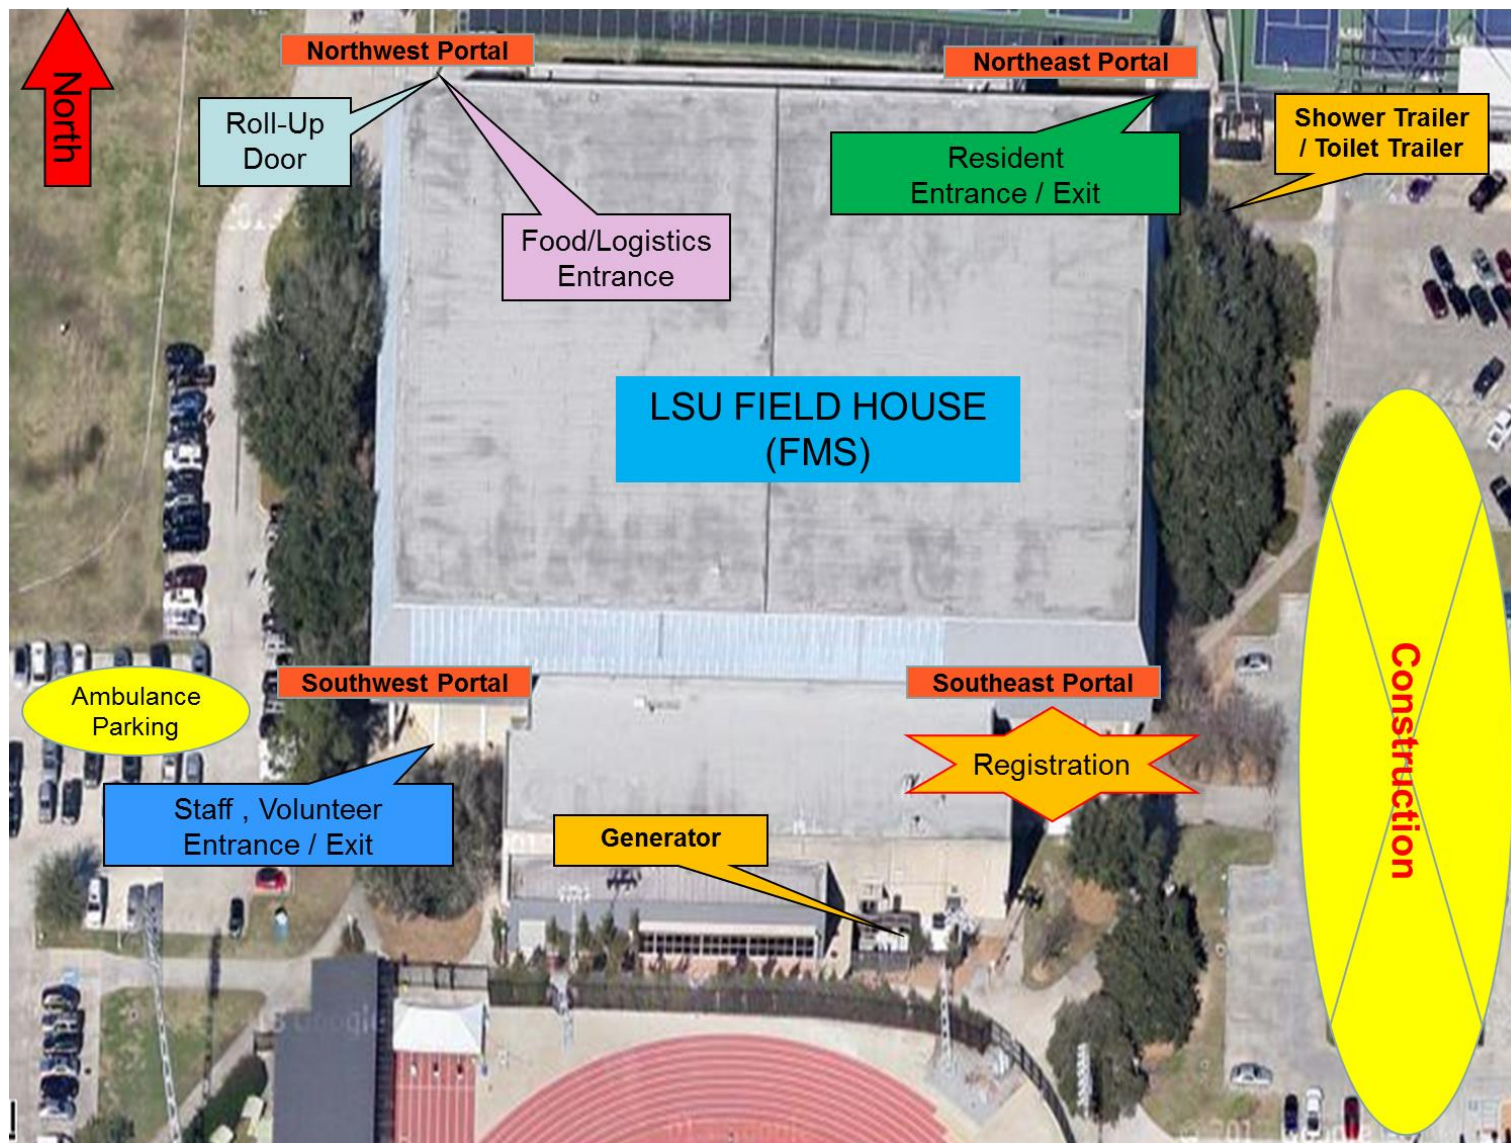 North
Northwest Portal
Northeast Portal
Roll-Up
Door
Shower Trailer
/ Toilet Trailer
Resident
Entrance / Exit
Food/Logistics
Entrance
LSU FIELD HOUSE
(FMS)
Southwest Portal
Southeast Portal
Ambulance
Parking
Registration
Construction
Staff , Volunteer
Entrance / Exit
Generator